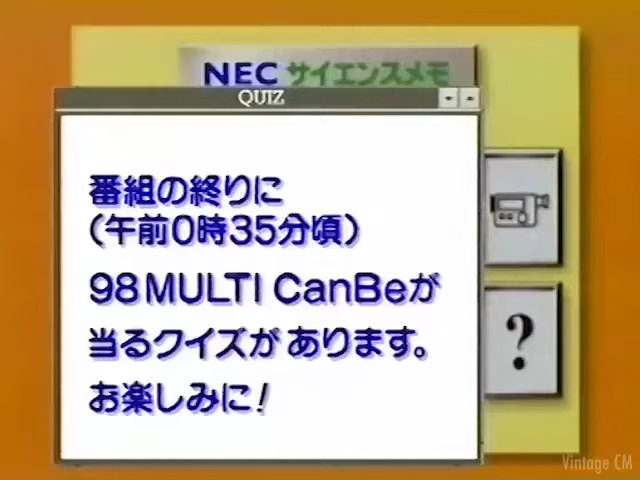 NEC サイエンスメモ
QUIZ
番組の終りに
(午前0時35分頃)
98MULTI CanBeが
当るクイズが あります。
お楽しみに!
?
Vintage CM